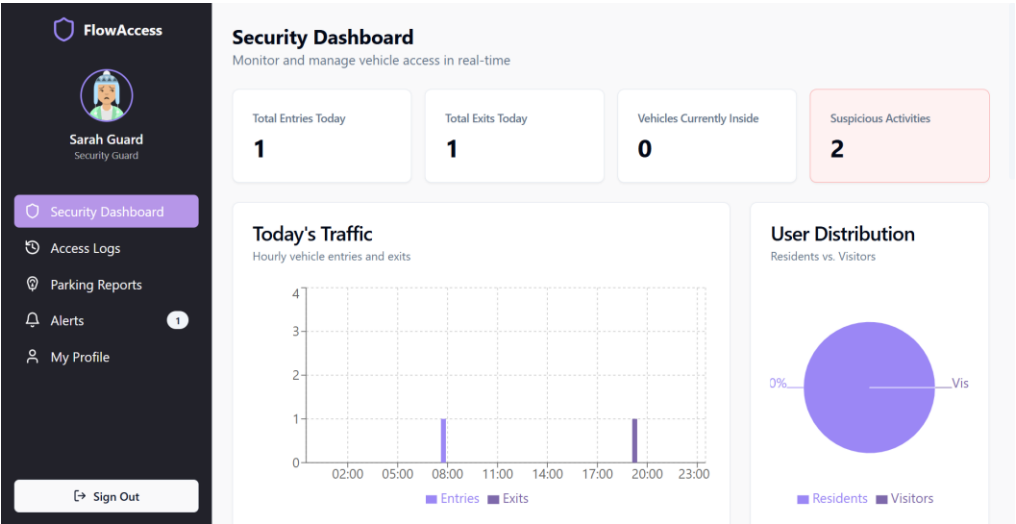 FlowAccess
Sarah Guard
Security Guard
Security Dashboard
Access Logs
Parking Reports
Alerts 1
My Profile
Sign Out
Security Dashboard
Monitor and manage vehicle access in real-time
Total Entries Today
1
Total Exits Today
1
Vehicles Currently Inside
0
Suspicious Activities
2
Today's Traffic
Hourly vehicle entries and exits
4
3
2
1
0
02:00 05:00 08:00 11:00 14:00 17:00 20:00 23:00
Entries Exits
User Distribution
Residents vs. Visitors
0% Vis
Residents Visitors